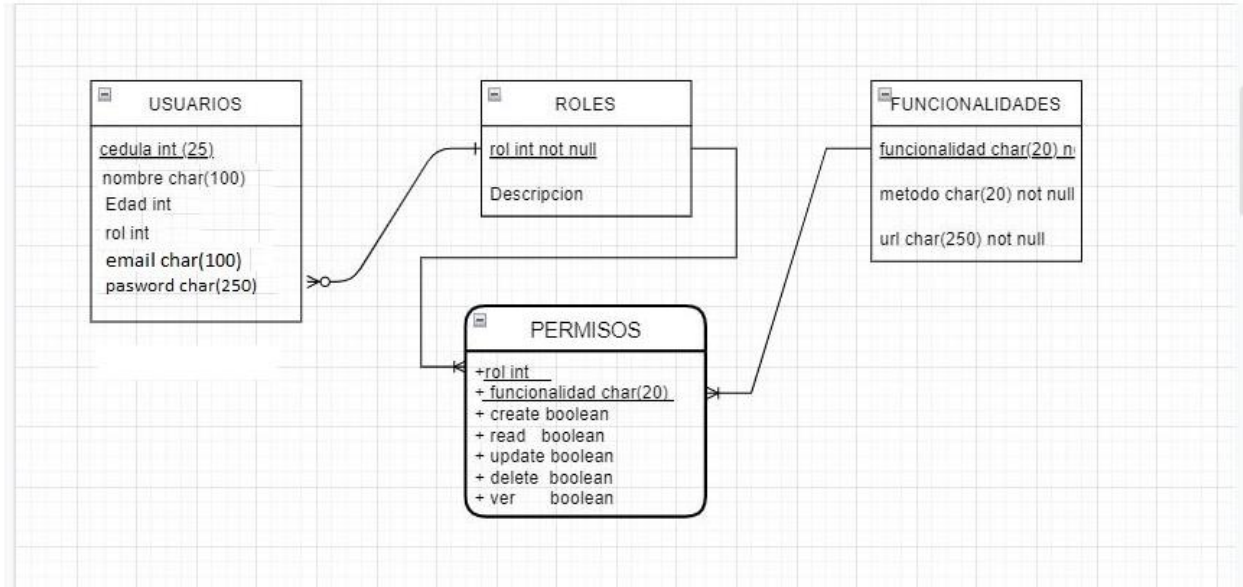 USUARIOS
cedula int (25)
nombre char(100)
Edad int
rol int
email char(100)
pasword char(250)
ROLES
rol int not null
Descripcion
FUNCIONALIDADES
funcionalidad char(20)
metodo char(20) not null
url char(250) not null
PERMISOS
+rol int
+ funcionalidad char(20)
+ create boolean
+ read boolean
+ update boolean
+ delete boolean
+ ver boolean